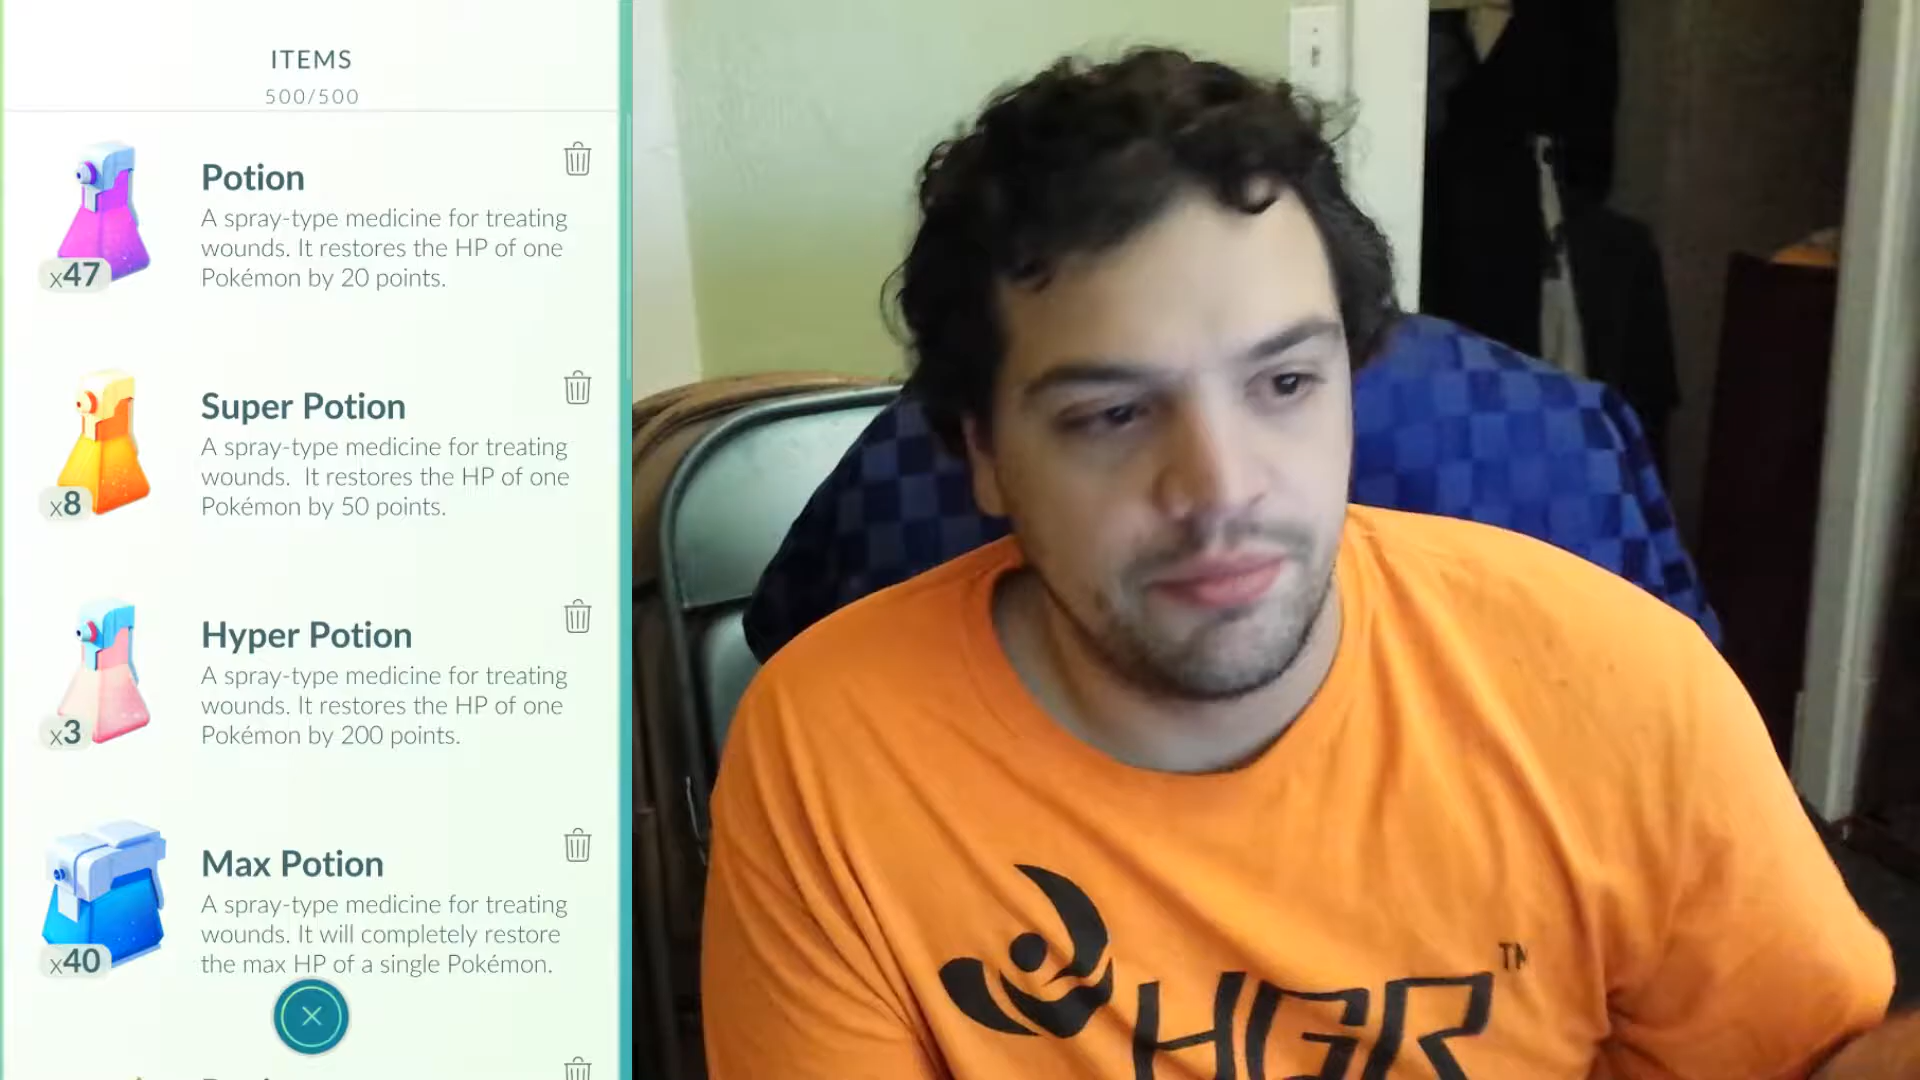 ITEMS
500/500
Potion
A spray-type medicine for treating
wounds. It restores the HP of one
Pokémon by 20 points.
x47
Super Potion
A spray-type medicine for treating
wounds. It restores the HP of one
Pokémon by 50 points.
x8
Hyper Potion
A spray-type medicine for treating
wounds. It restores the HP of one
Pokémon by 200 points.
x3
Max Potion
A spray-type medicine for treating
wounds. It will completely restore
the max HP of a single Pokémon.
x40
HGR
TM